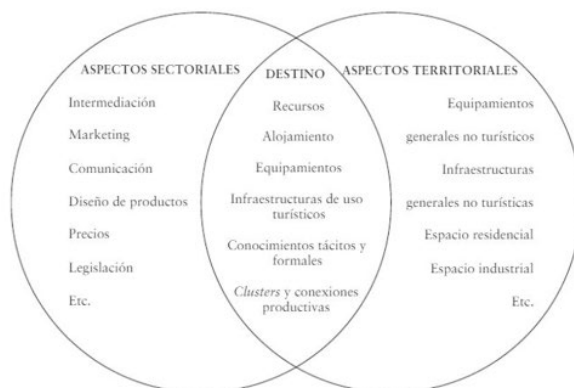 ASPECTOS SECTORIALES
Intermediación
Marketing
Comunicación
Diseño de productos
Precios
Legislación
Etc.
DESTINO
Recursos
Alojamiento
Equipamientos
Infraestructuras de uso
turísticos
Conocimientos tácitos y
formales
Clusters y conexiones
productivas
ASPECTOS TERRITORIALES
Equipamientos
generales no turísticos
Infraestructuras
generales no turísticas
Espacio residencial
Espacio industrial
Etc.